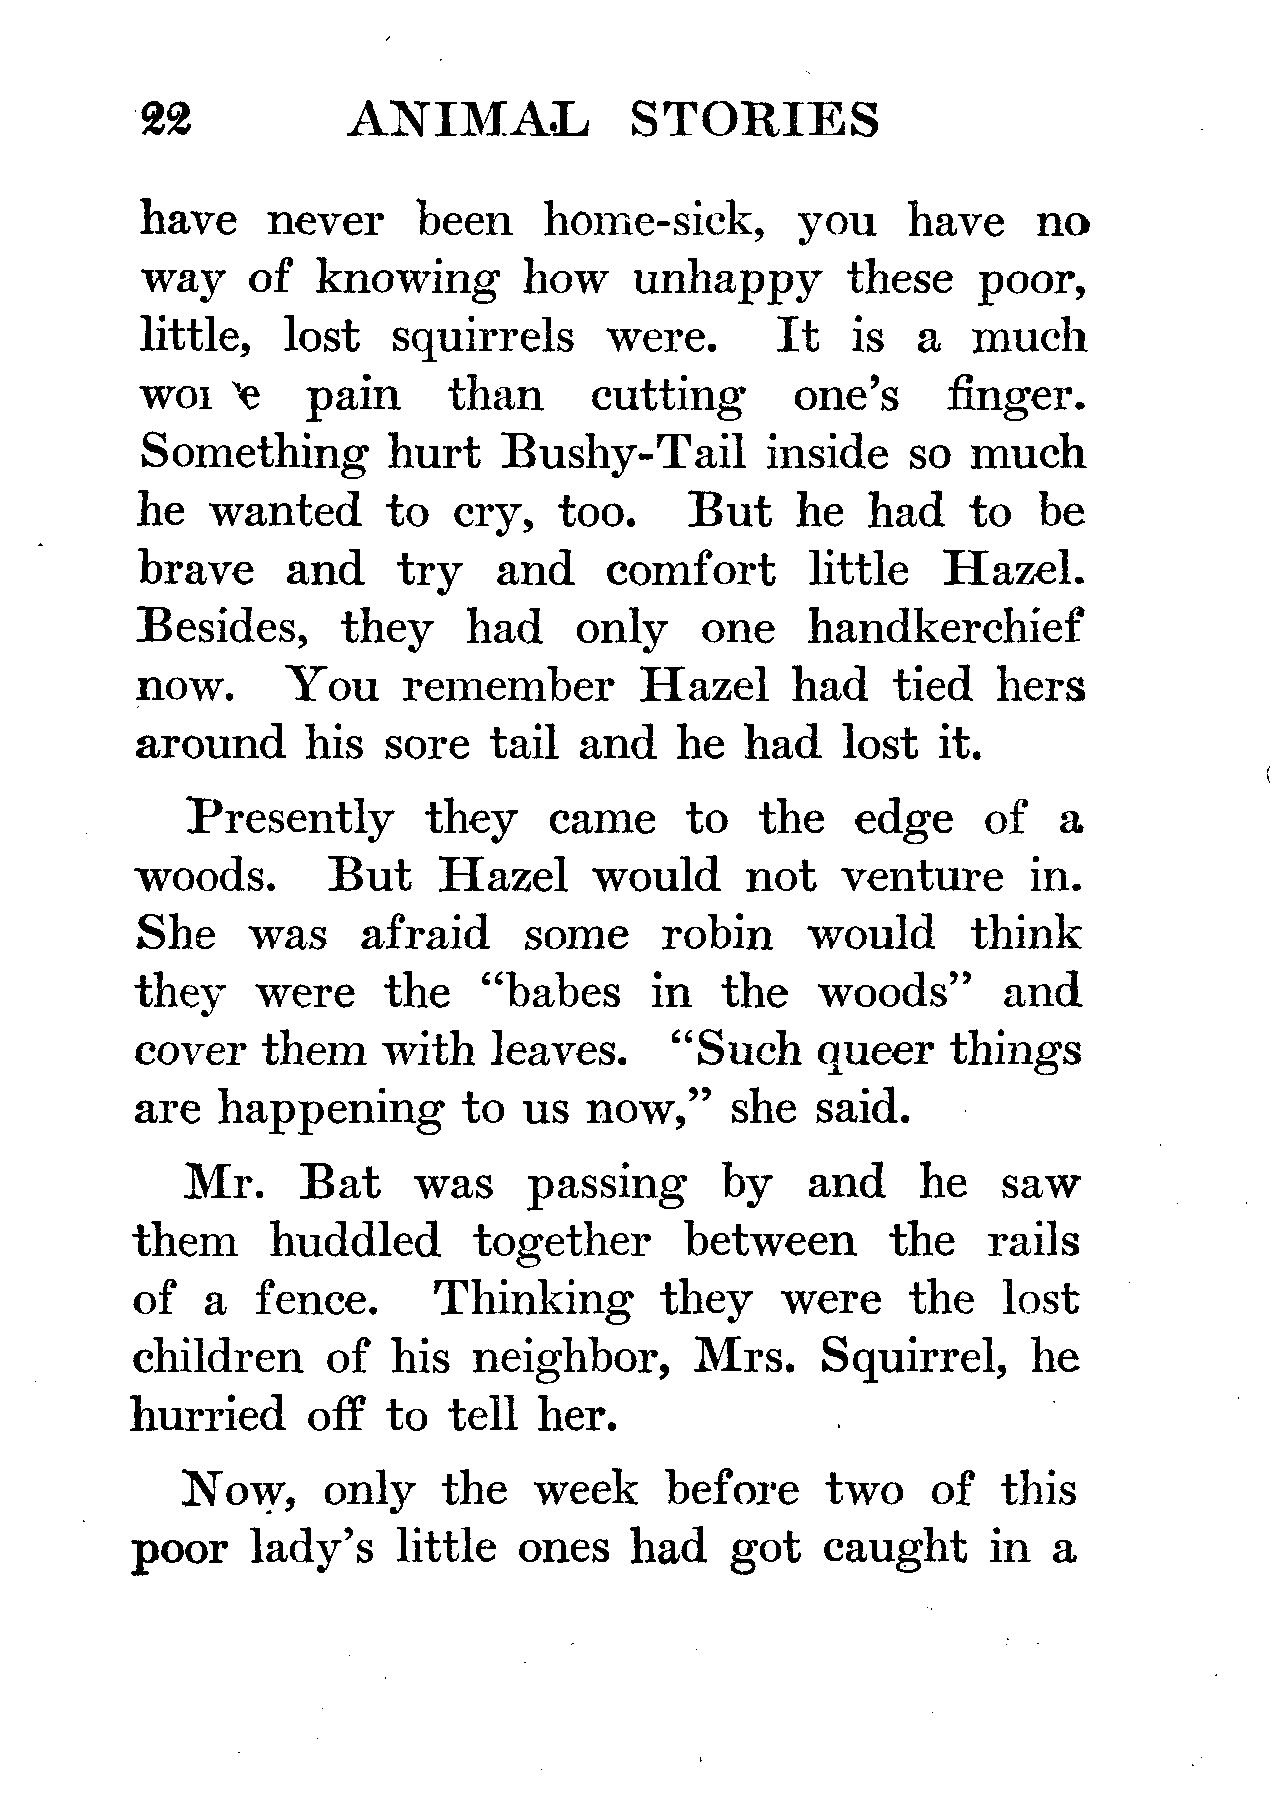 22 ANIMAL STORIES
have never been home-sick, you have no
way of knowing how unhappy these poor,
little, lost squirrels were. It is a much
pain than cutting one's finger.
Something hurt Bushy-Tail inside so much
he wanted to cry, too. But he had to be
brave and try and comfort little Hazel.
Besides, they had only one handkerchief
now. You remember Hazel had tied hers
around his sore tail and he had lost it.
Presently they came to the edge of a
woods. But Hazel would not venture in.
She was afraid some robin would think
they were the "babes in the woods" and
cover them with leaves. "Such queer things
are happening to us now," she said.
Mr. Bat was passing by and he saw
them huddled together between the rails
of a fence. Thinking they were the lost
children of his neighbor, Mrs. Squirrel, he
hurried off to tell her.
Now, only the week before two of this
poor lady's little ones had got caught in a